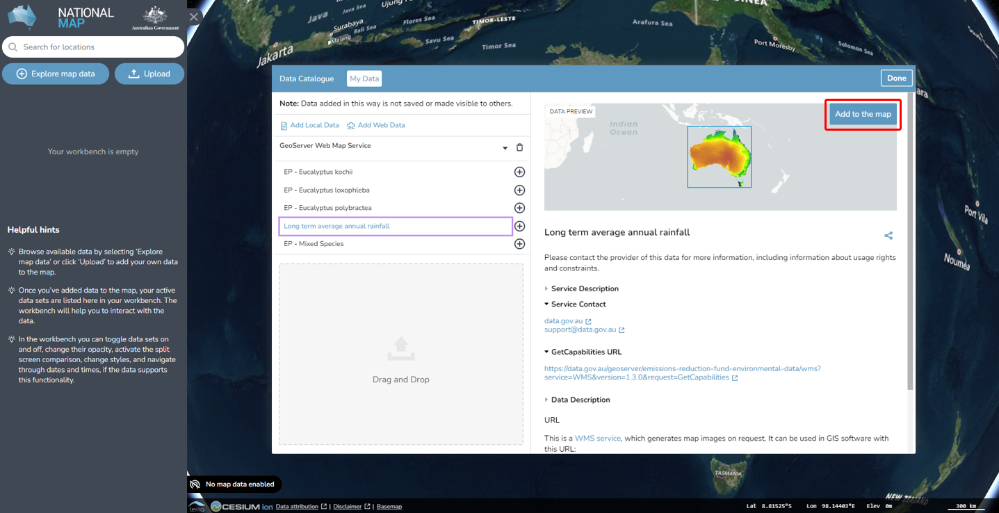 NATIONAL
MAP
Australian Government
Search for locations
Explore map data
Upload
Your workbench is empty
Helpful hints
Browse available data by selecting ‘Explore
map data’ or click ‘Upload’ to add your own data
to the map.
Once you’ve added data to the map, your active
data sets are listed here in your workbench. The
workbench will help you to interact with the
data.
In the workbench you can toggle data sets on
and off, change their opacity, activate the split
screen comparison, change styles, and navigate
through dates and times, if the data supports
this functionality.
Java
Java Sea
Surabaya
Bali Sea
Malang
Jakarta
Flores Sea
Savu Sea
TIMOR-LESTE
Timor Sea
Arafura Sea
Port Moresby
Solomon Sea
Port Vila
Nouméa
Data Catalogue
My Data
Done
Note: Data added in this way is not saved or made visible to others.
Add Local Data
Add Web Data
GeoServer Web Map Service
EP - Eucalyptus kochii
EP - Eucalyptus loxophleba
EP - Eucalyptus polybractea
Long term average annual rainfall
EP - Mixed Species
Drag and Drop
DATA PREVIEW
Indian
Ocean
Add to the map
Long term average annual rainfall
Please contact the provider of this data for more information, including information about usage rights
and constraints.
Service Description
Service Contact
data.gov.au
support@data.gov.au
GetCapabilities URL
https://data.gov.au/geoserver/emissions-reduction-fund-environmental-data/wms?
service=WMS&version=1.3.0&request=GetCapabilities
Data Description
URL
This is a WMS service, which generates map images on request. It can be used in GIS software with
this URL:
TASMANIA
NEW ZEALAND
No map data enabled
terria
CESIUM ion Data attribution | Disclaimer | Basemap
Lat 8.81525°S Lon 98.14403°E Elev 0m
300 km